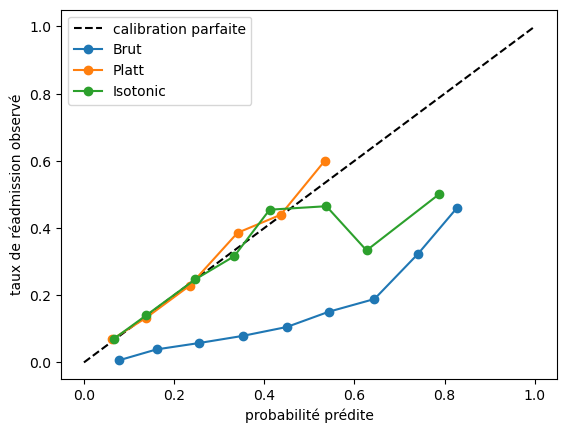 calibration parfaite
Brut
Platt
Isotonic
taux de réadmission observé
1.0
0.8
0.6
0.4
0.2
0.0
0.0 0.2 0.4 0.6 0.8 1.0
probabilité prédite